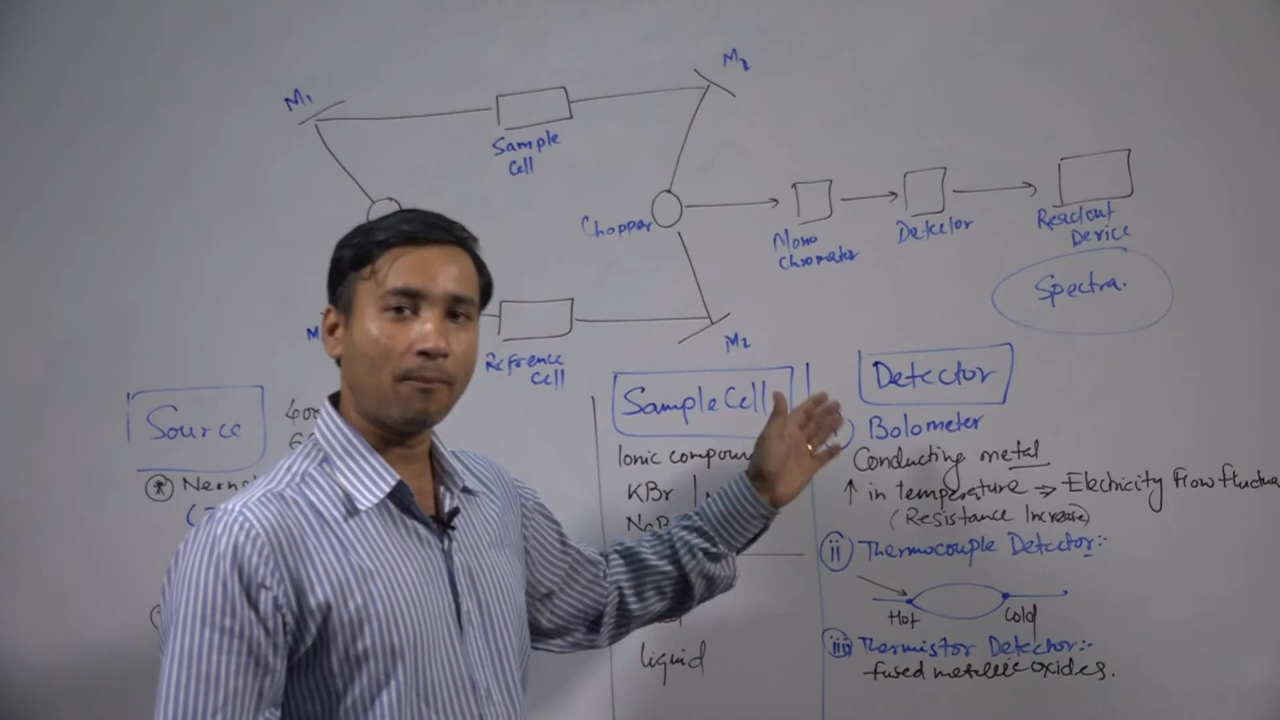 M1
M2
Sample
Cell
Chopper
Mono
Chromater
Detector
Readout
Device
Spectra.
M
Refrence
Cell
M2
Source
400
Sample Cell
Ionic compoun
KBr
liquid
Detector
Bolometer
Conducting metal
↑ in temperature → Electricity Flow fluctua
(Resistance Increase)
ii Thermocouple Detector:-
Hot Cold
iii Thermistor Detector:-
fused metallic oxides.